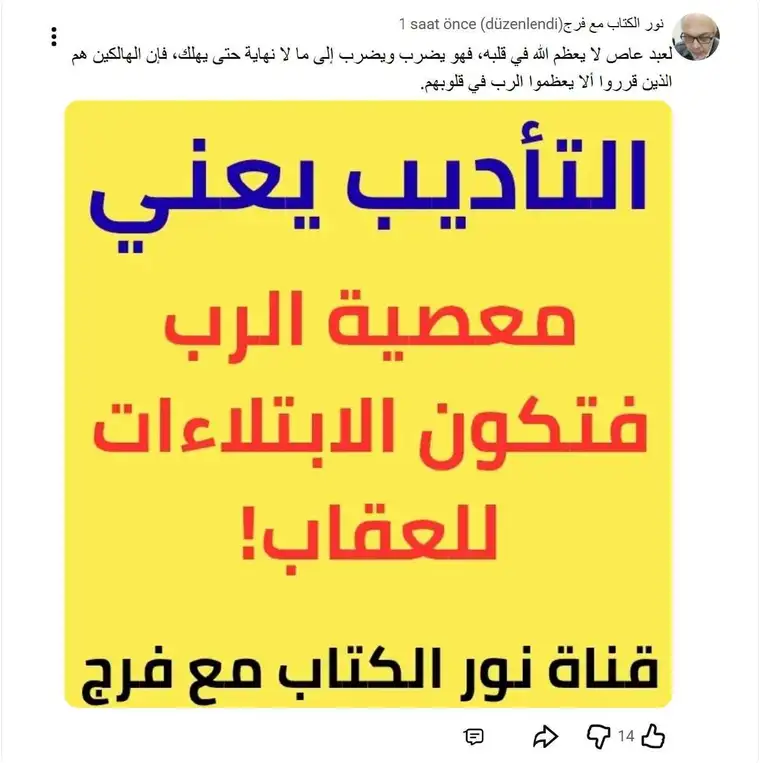 نور الكتاب مع فرج 1 saat önce (düzenlendi)
لعبد عاص لا يعظم الله في قلبه، فهو يضرب ويضرب إلى ما لا نهاية حتى يهلك، فإن الهالكين هم
الذين قرروا ألا يعظموا الرب في قلوبهم.
التأديب يعني
معصية الرب
فتكون الابتلاءات
للعقاب!
قناة نور الكتاب مع فرج
14